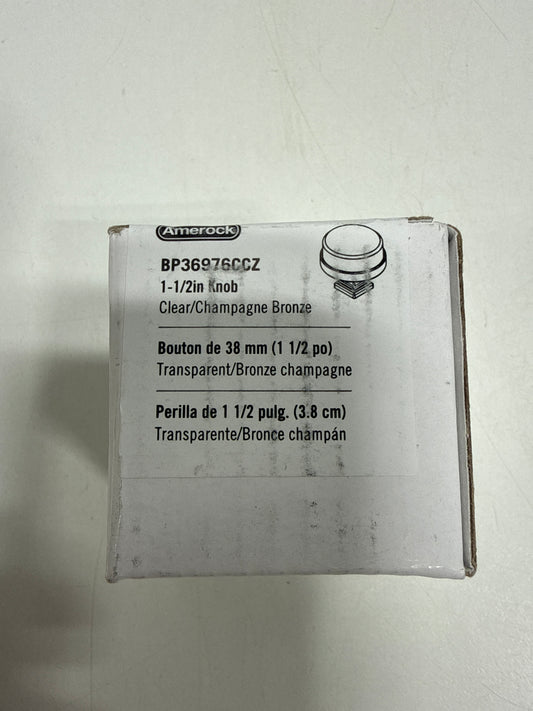 Amerock
BP36976CCZ
1-1/2in Knob
Clear/Champagne Bronze
Bouton de 38 mm (1 1/2 po)
Transparent/Bronze champagne
Perilla de 1 1/2 pulg. (3.8 cm)
Transparente/Bronce champán